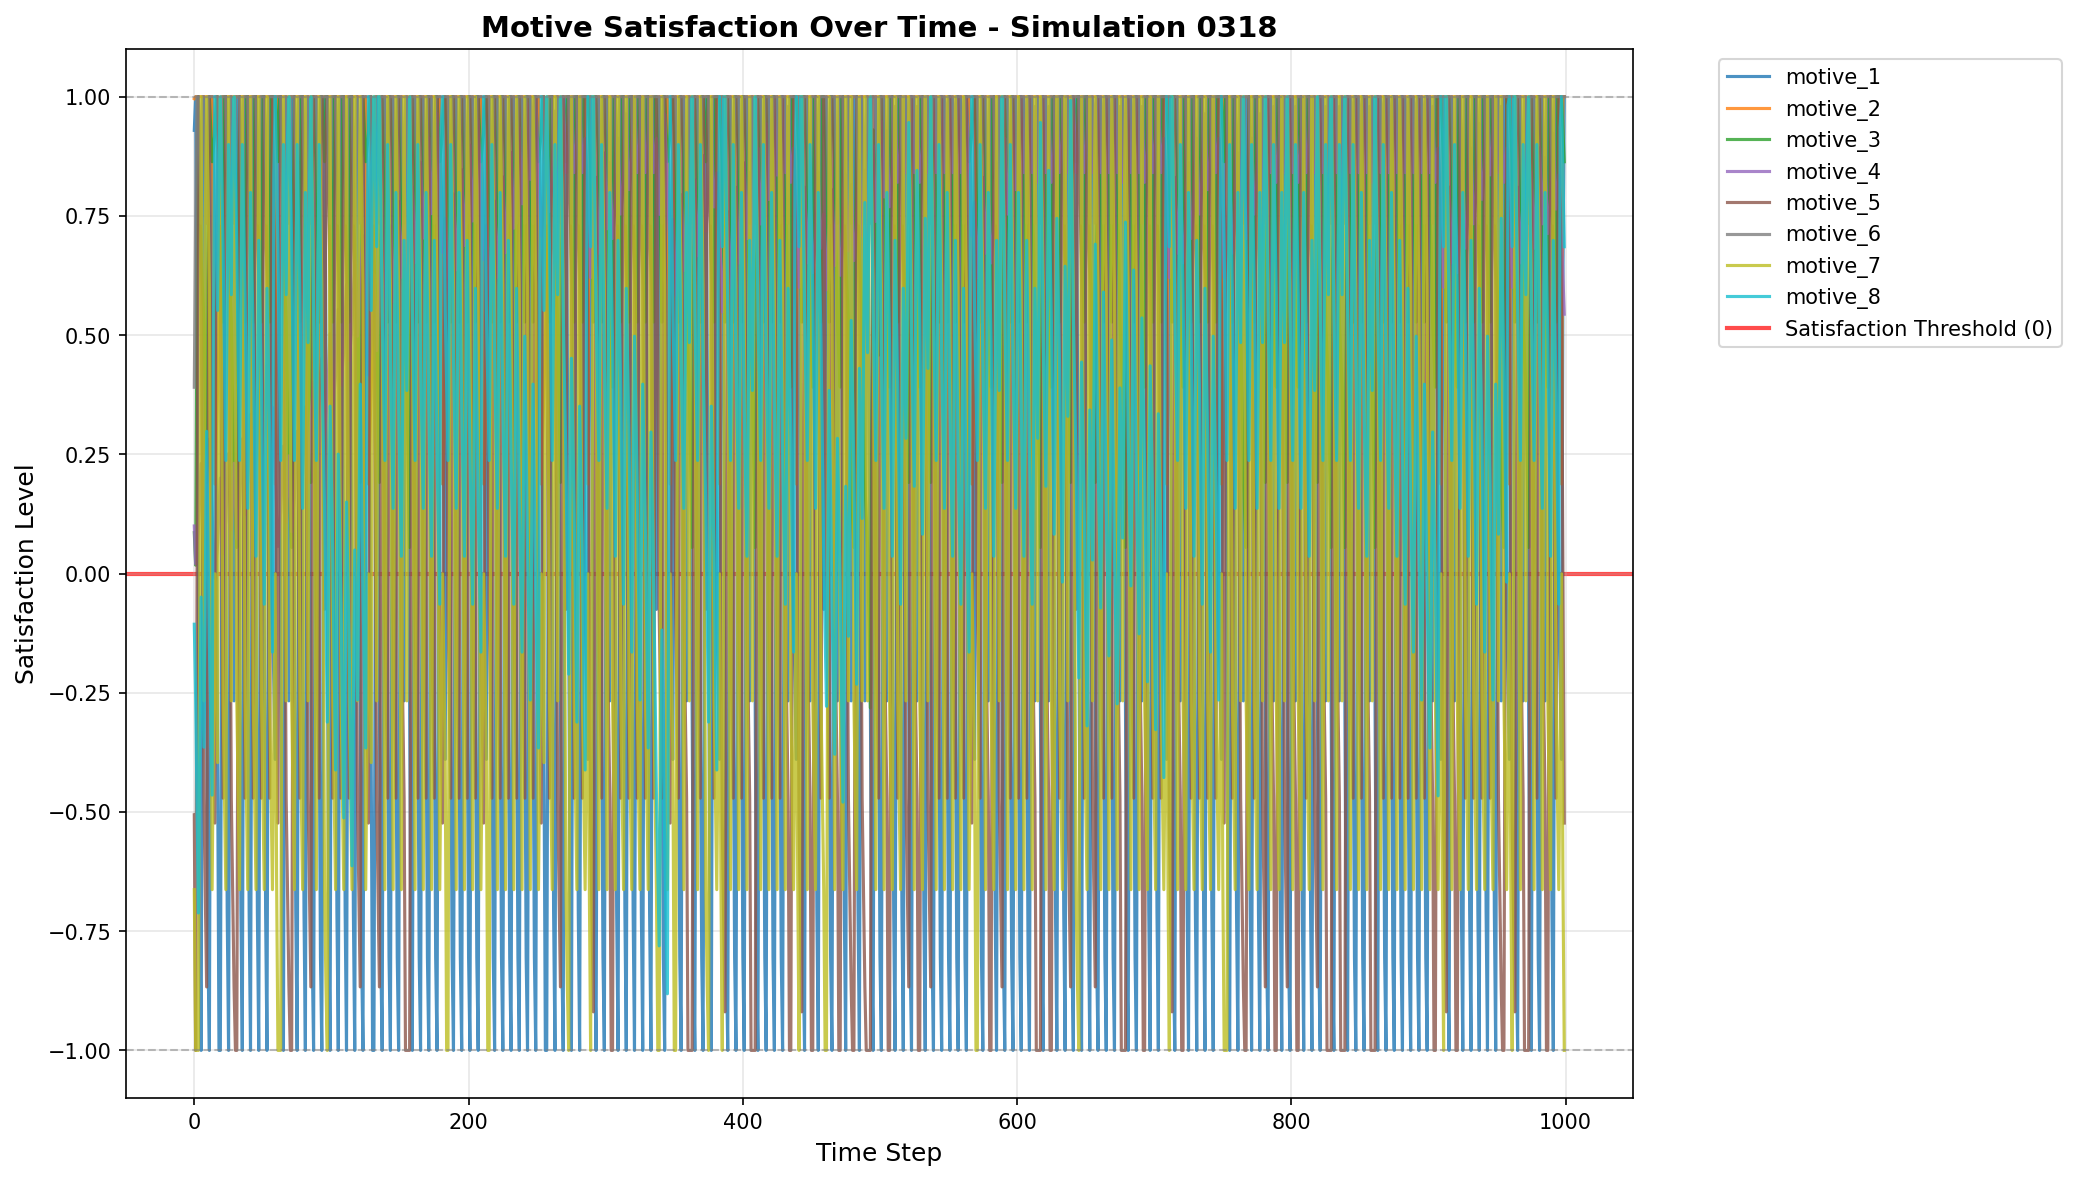 Motive Satisfaction Over Time - Simulation 0318
1.00
0.75
0.50
0.25
0.00
−0.25
−0.50
−0.75
−1.00
Satisfaction Level
0
200
400
600
800
1000
Time Step
motive_1
motive_2
motive_3
motive_4
motive_5
motive_6
motive_7
motive_8
Satisfaction Threshold (0)